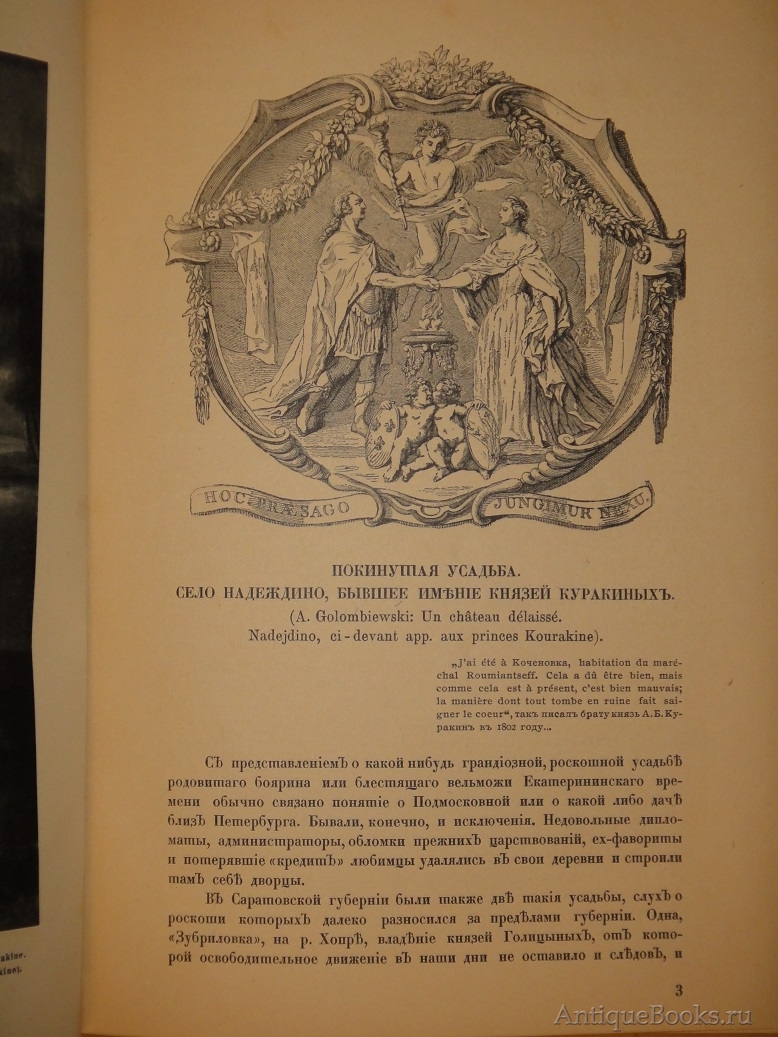 HOC PRÆSAGO
JUNGIMUR NEXU.
ПОКИНУТАЯ УСАДЬБА.
СЕЛО НАДЕЖДИНО, БЫВШЕЕ ИМѢНІЕ КНЯЗЕЙ КУРАКИНЫХЪ.
(A. Golombiewski: Un château délaissé.
Nadejdino, ci-devant app. aux princes Kourakine).
„J'ai été à Коченовка, habitation du maré-
chal Roumiantseff. Cela a dû être bien, mais
comme cela est à présent, c'est bien mauvais;
la manière dont tout tombe en ruine fait sai-
gner le coeur“, такъ писалъ брату князь А. Б. Ку-
ракинъ въ 1802 году...
Съ представленіемъ о какой нибудь грандіозной, роскошной усадьбѣ
родовитаго боярина или блестящаго вельможи Екатерининскаго вре-
мени обычно связано понятіе о Подмосковной или о какой либо дачѣ
близъ Петербурга. Бывали, конечно, и исключенія. Недовольные дипло-
маты, администраторы, обломки прежнихъ царствованій, ex-фавориты
и потерявшіе «кредитъ» любимцы удалялись въ свои деревни и строили
тамъ себѣ дворцы.
Въ Саратовской губерніи были также двѣ такія усадьбы, слухъ о
роскоши которыхъ далеко разносился за предѣлами губерніи. Одна,
«Зубриловка», на р. Хопрѣ, владѣніе князей Голицыныхъ, отъ кото-
рой освободительное движеніе въ наши дни не оставило и слѣдовъ, и
3
akine.
kine).
AntiqueBooks.ru